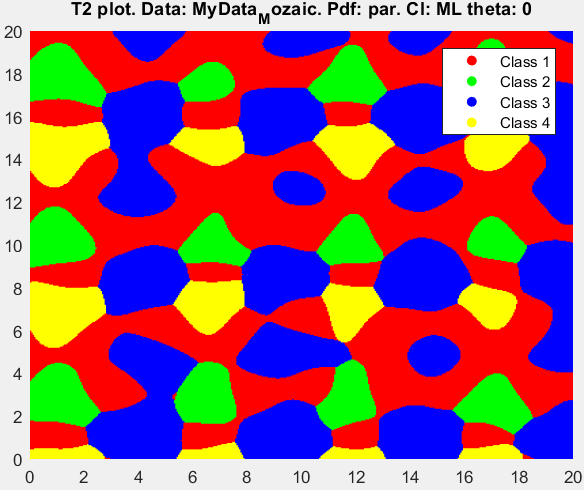 T2 plot. Data: MyData_Mozaic. Pdf: par. Cl: ML theta: 0
20
18
16
14
12
10
8
6
4
2
0
Class 1
Class 2
Class 3
Class 4
0 2 4 6 8 10 12 14 16 18 20